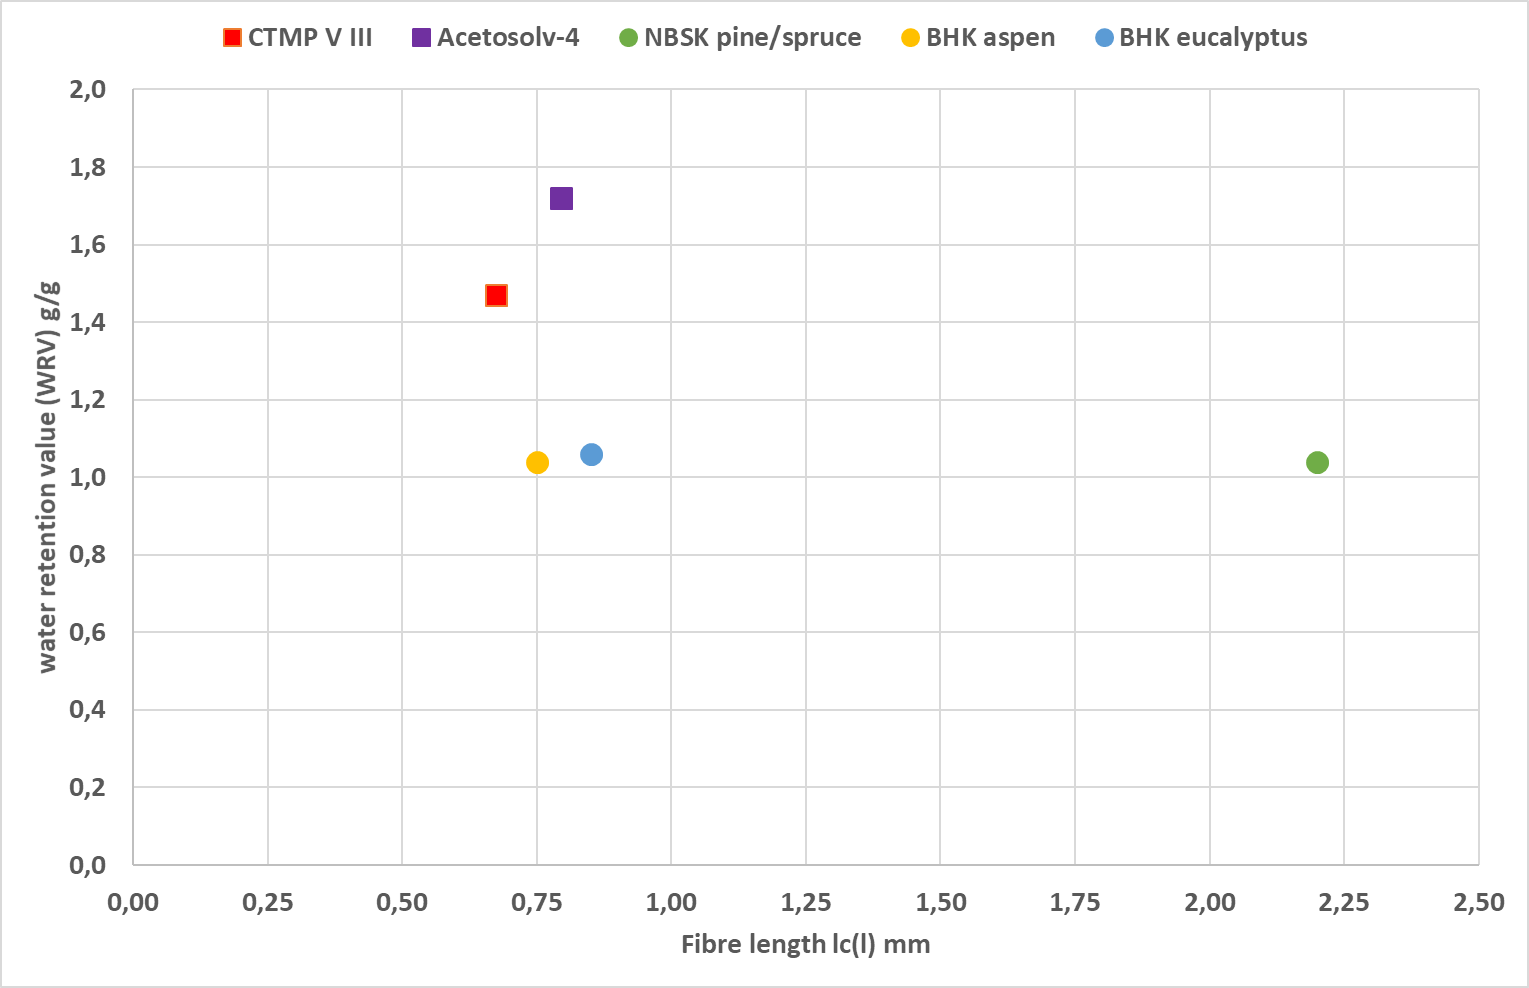 CTMP V III Acetosolv-4 NBSK pine/spruce BHK aspen BHK eucalyptus
2,0
1,8
1,6
1,4
1,2
1,0
0,8
0,6
0,4
0,2
0,0
water retention value (WRV) g/g
0,00 0,25 0,50 0,75 1,00 1,25 1,50 1,75 2,00 2,25 2,50
Fibre length lc(l) mm